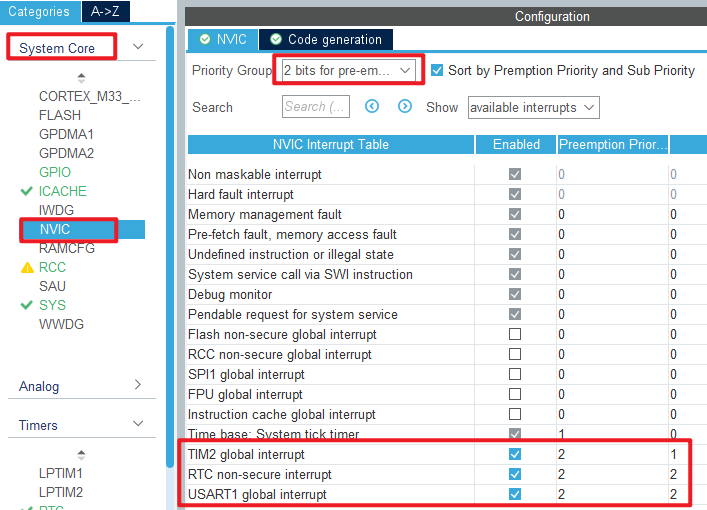 Categories A->Z
System Core
CORTEX_M33_...
FLASH
GPDMA1
GPDMA2
GPIO
ICACHE
IWDG
NVIC
RAMCFG
RCC
SAU
SYS
WWDG
Analog
Timers
LPTIM1
LPTIM2
RTC
Configuration
NVIC Code generation
Priority Group 2 bits for pre-em... Sort by Premption Priority and Sub Priority
Search Search (... Show available interrupts
NVIC Interrupt Table Enabled Preemption Prior...
Non maskable interrupt 0 0
Hard fault interrupt 0 0
Memory management fault 0 0
Pre-fetch fault, memory access fault 0 0
Undefined instruction or illegal state 0 0
System service call via SWI instruction 0 0
Debug monitor 0 0
Pendable request for system service 0 0
Flash non-secure global interrupt 0 0
RCC non-secure global interrupt 0 0
SPI1 global interrupt 0 0
FPU global interrupt 0 0
Instruction cache global interrupt 0 0
Time base: System tick timer 1 0
TIM2 global interrupt 2 1
RTC non-secure interrupt 2 2
USART1 global interrupt 2 2